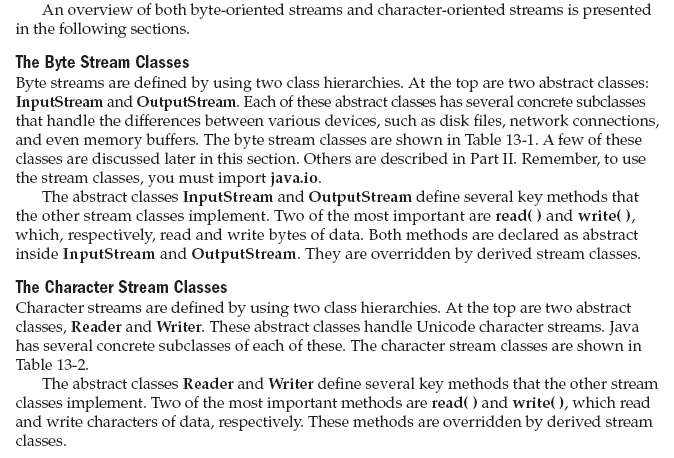 An overview of both byte-oriented streams and character-oriented streams is presented
in the following sections.
The Byte Stream Classes
Byte streams are defined by using two class hierarchies. At the top are two abstract classes:
InputStream and OutputStream. Each of these abstract classes has several concrete subclasses
that handle the differences between various devices, such as disk files, network connections,
and even memory buffers. The byte stream classes are shown in Table 13-1. A few of these
classes are discussed later in this section. Others are described in Part II. Remember, to use
the stream classes, you must import java.io.
The abstract classes InputStream and OutputStream define several key methods that
the other stream classes implement. Two of the most important are read( ) and write( ),
which, respectively, read and write bytes of data. Both methods are declared as abstract
inside InputStream and OutputStream. They are overridden by derived stream classes.
The Character Stream Classes
Character streams are defined by using two class hierarchies. At the top are two abstract
classes, Reader and Writer. These abstract classes handle Unicode character streams. Java
has several concrete subclasses of each of these. The character stream classes are shown in
Table 13-2.
The abstract classes Reader and Writer define several key methods that the other stream
classes implement. Two of the most important methods are read( ) and write( ), which read
and write characters of data, respectively. These methods are overridden by derived stream
classes.